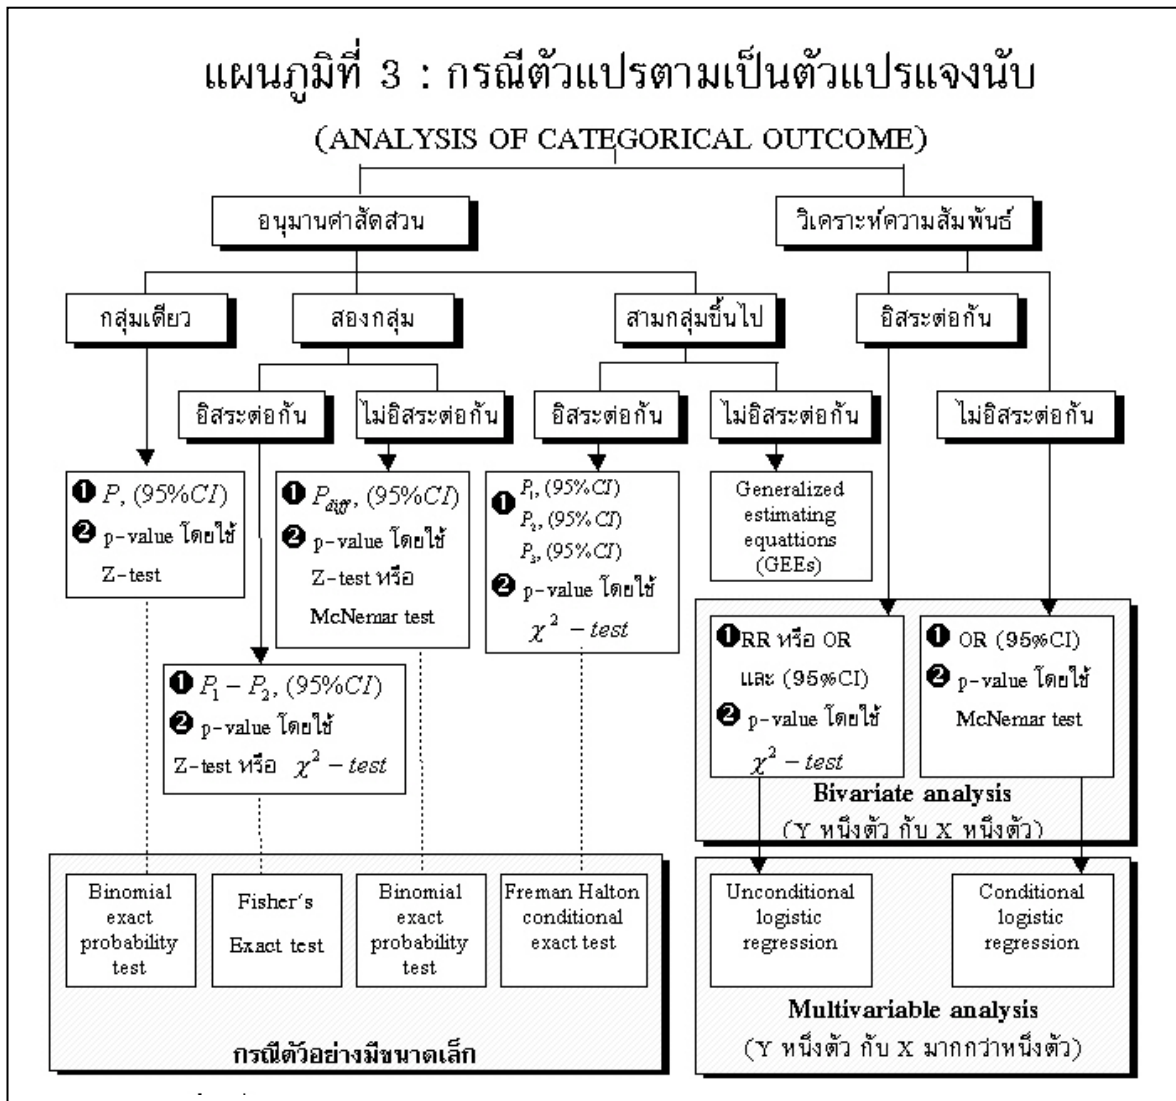 แผนภูมิที่ 3 : กรณีตัวแปรตามเป็นตัวแปรแจงนับ
(ANALYSIS OF CATEGORICAL OUTCOME)
อนุมานค่าสัดส่วน
วิเคราะห์ความสัมพันธ์
กลุ่มเดียว
สองกลุ่ม
สามกลุ่มขึ้นไป
อิสระต่อกัน
อิสระต่อกัน
ไม่อิสระต่อกัน
อิสระต่อกัน
ไม่อิสระต่อกัน
ไม่อิสระต่อกัน
❶ P, (95%CI)
❷ p-value โดยใช้
Z-test
❶ P_diff, (95%CI)
❷ p-value โดยใช้
Z-test หรือ
McNemar test
❶ P₁, (95%CI)
P₂, (95%CI)
P₃, (95%CI)
❷ p-value โดยใช้
χ² – test
Generalized
estimating
equattions
(GEEs)
❶ P₁ – P₂, (95%CI)
❷ p-value โดยใช้
Z-test หรือ χ² – test
❶RR หรือ OR
และ (95%CI)
❷ p-value โดยใช้
χ² – test
❶ OR (95%CI)
❷ p-value โดยใช้
McNemar test
Bivariate analysis
(Y หนึ่งตัว กับ X หนึ่งตัว)
Binomial
exact
probability
test
Fisher's
Exact test
Binomial
exact
probability
test
Freman Halton
conditional
exact test
กรณีตัวอย่างมีขนาดเล็ก
Unconditional
logistic
regression
Conditional
logistic
regression
Multivariable analysis
(Y หนึ่งตัว กับ X มากกว่าหนึ่งตัว)